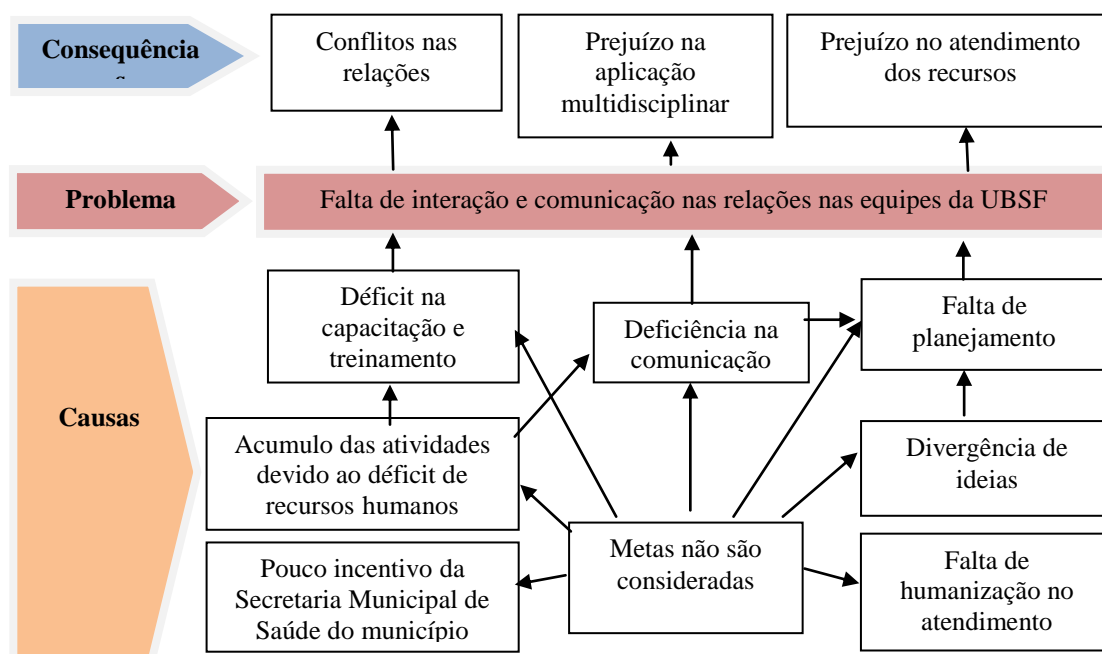 Consequência
s
Conflitos nas
relações
Prejuízo na
aplicação
multidisciplinar
Prejuízo no atendimento
dos recursos
Problema
Falta de interação e comunicação nas relações nas equipes da UBSF
Causas
Déficit na
capacitação e
treinamento
Deficiência na
comunicação
Falta de
planejamento
Acumulo das atividades
devido ao déficit de
recursos humanos
Divergência de
ideias
Pouco incentivo da
Secretaria Municipal de
Saúde do município
Metas não são
consideradas
Falta de
humanização no
atendimento